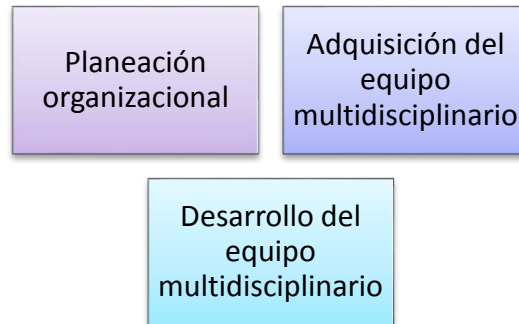 Planeación
organizacional
Adquisición del
equipo
multidisciplinario
Desarrollo del
equipo
multidisciplinario